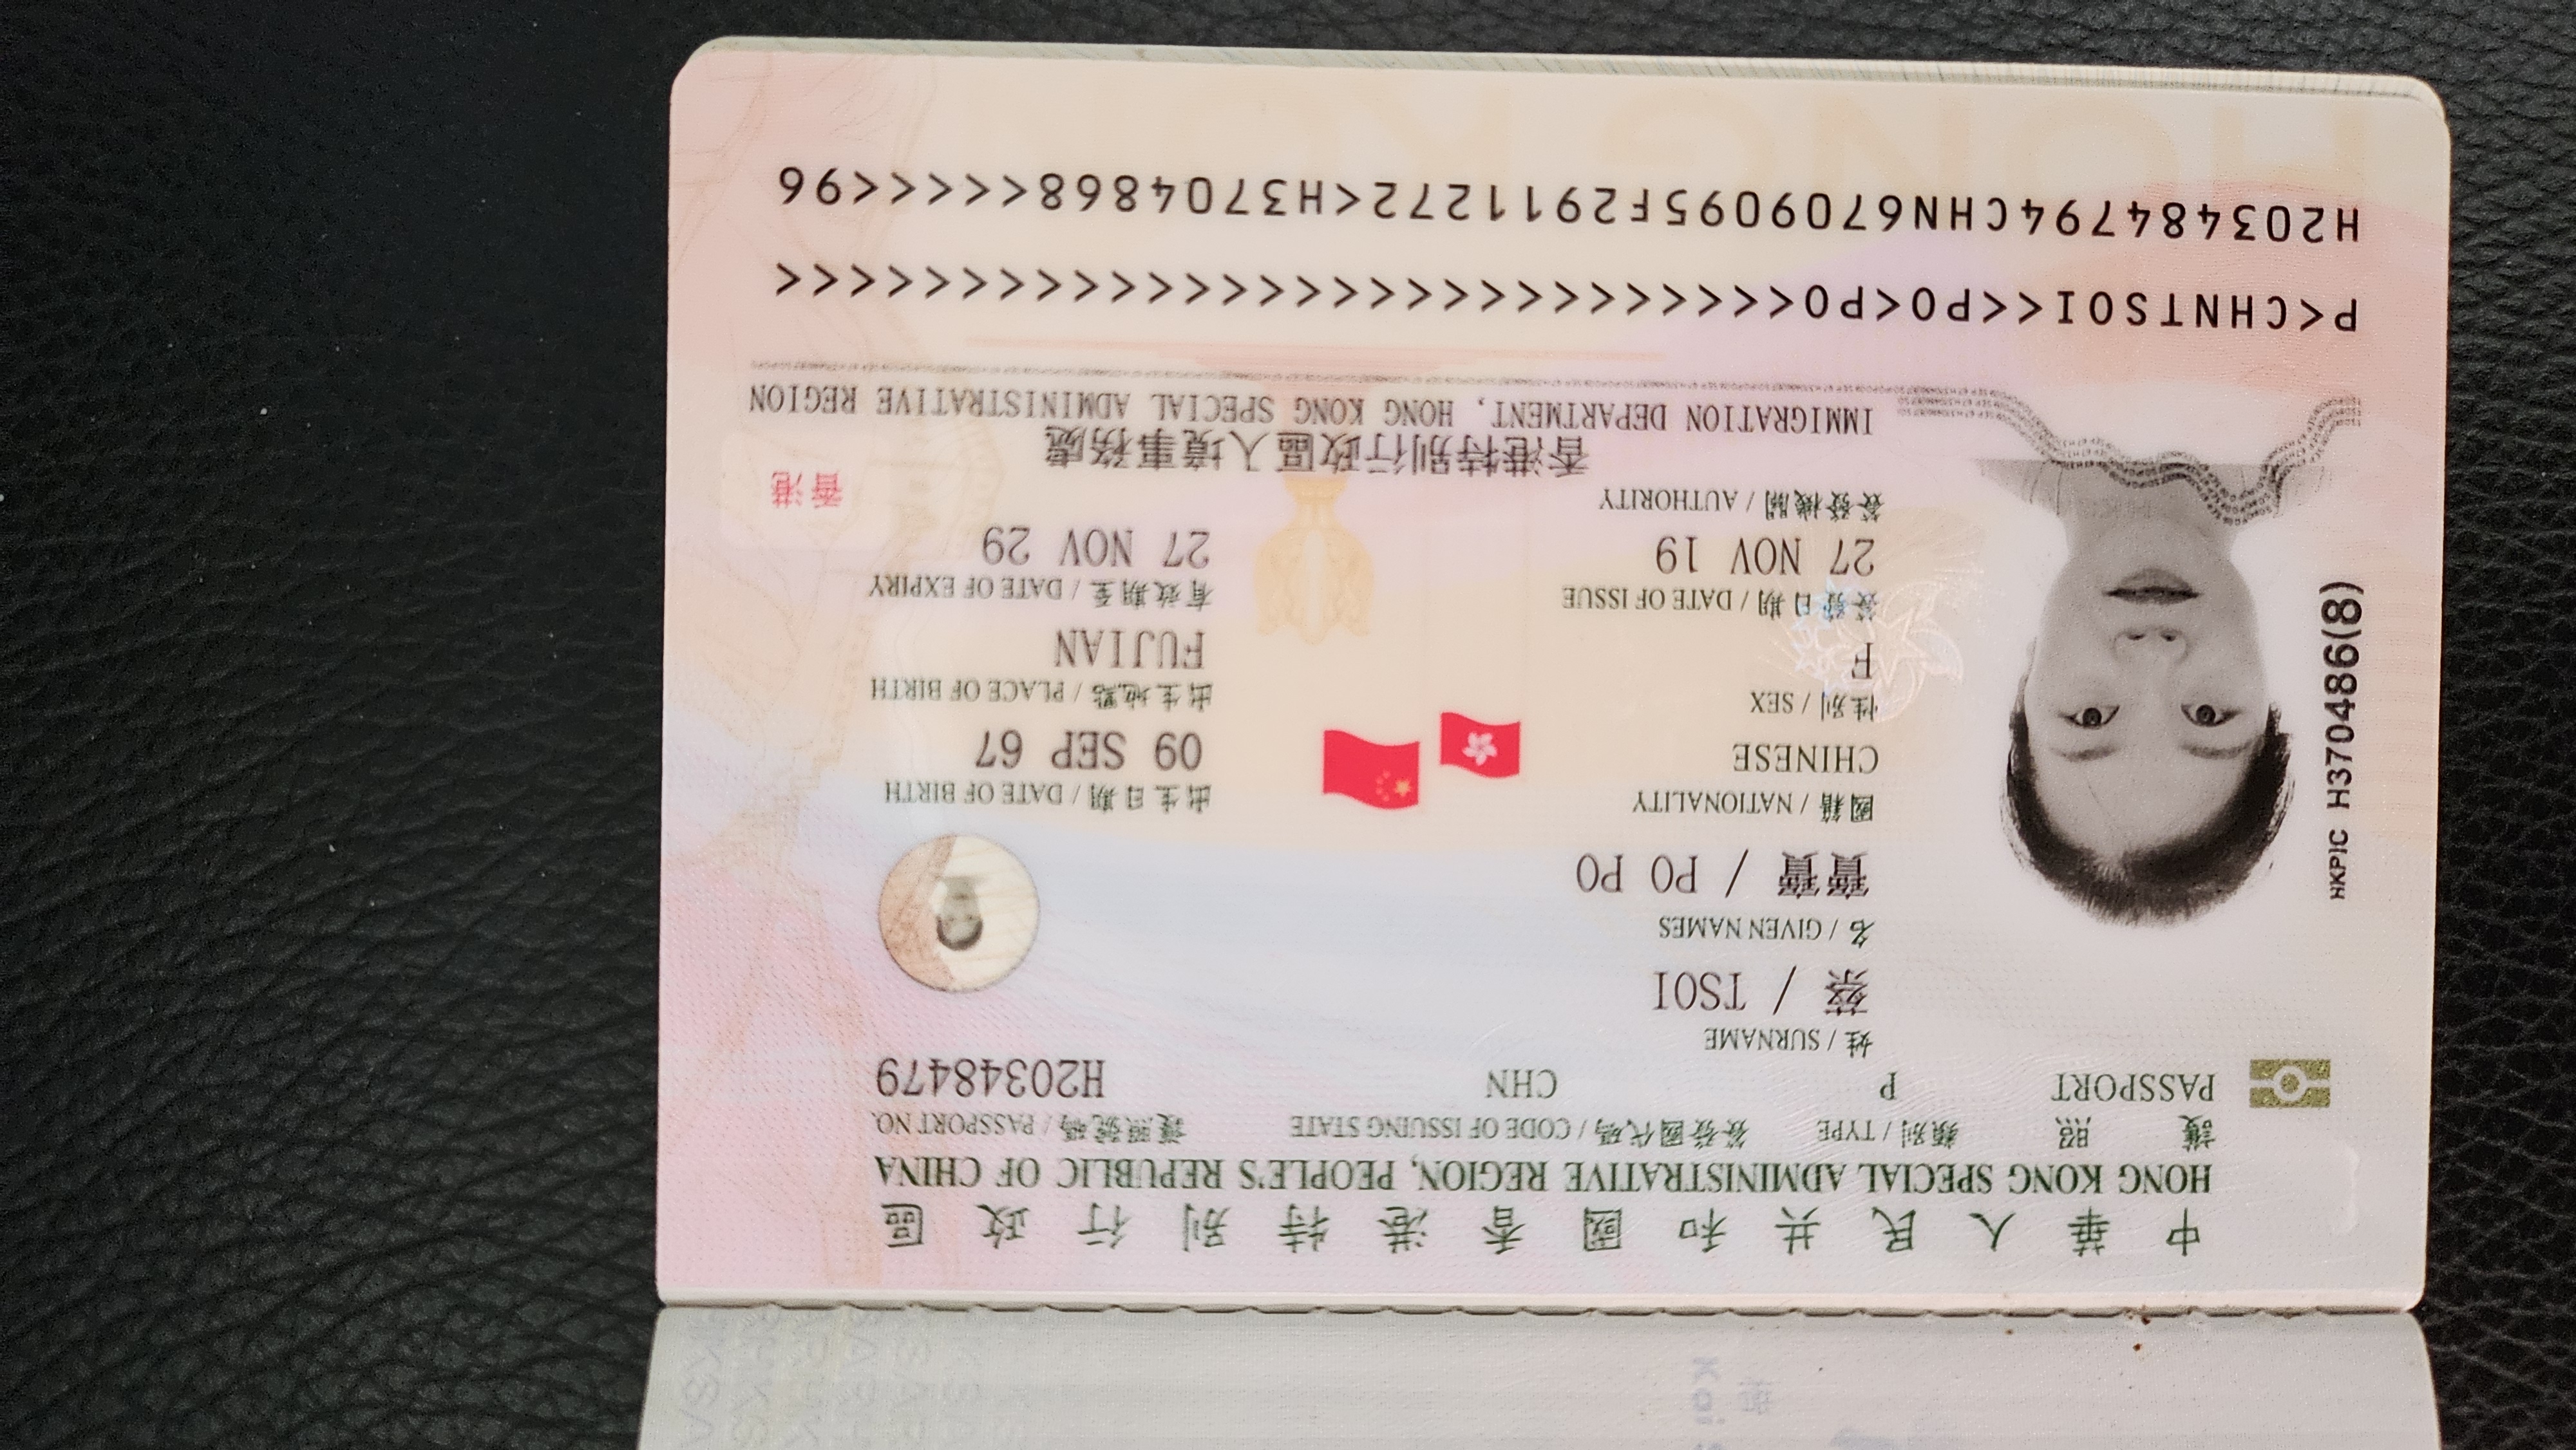 中華人民共和國香港特別行政區
HONG KONG SPECIAL ADMINISTRATIVE REGION, PEOPLE'S REPUBLIC OF CHINA
護照 類別 / TYPE 簽發國代碼 / CODE OF ISSUING STATE 護照號碼 / PASSPORT NO.
PASSPORT P CHN H20348479
姓 / SURNAME
蔡 / TSOI
名 / GIVEN NAMES
寶寶 / PO PO
國籍 / NATIONALITY 出生日期 / DATE OF BIRTH
CHINESE 09 SEP 67
性別 / SEX 出生地點 / PLACE OF BIRTH
F FUJIAN
簽發日期 / DATE OF ISSUE 有效期至 / DATE OF EXPIRY
27 NOV 19 27 NOV 29
簽發機關 / AUTHORITY
香港
香港特別行政區入境事務處
IMMIGRATION DEPARTMENT, HONG KONG SPECIAL ADMINISTRATIVE REGION
HKPIC H370486(8)
P<CHNTSOI<<PO<PO<<<<<<<<<<<<<<<<<<<<<<<<<<<<
H203484794CHN6709095F2911272<H3704868<<<<<96
HONG KONG